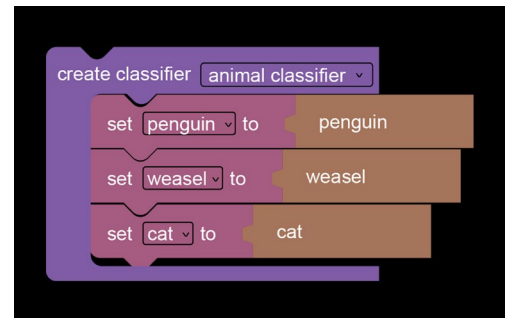 create classifier animal classifier
set penguin to penguin
set weasel to weasel
set cat to cat